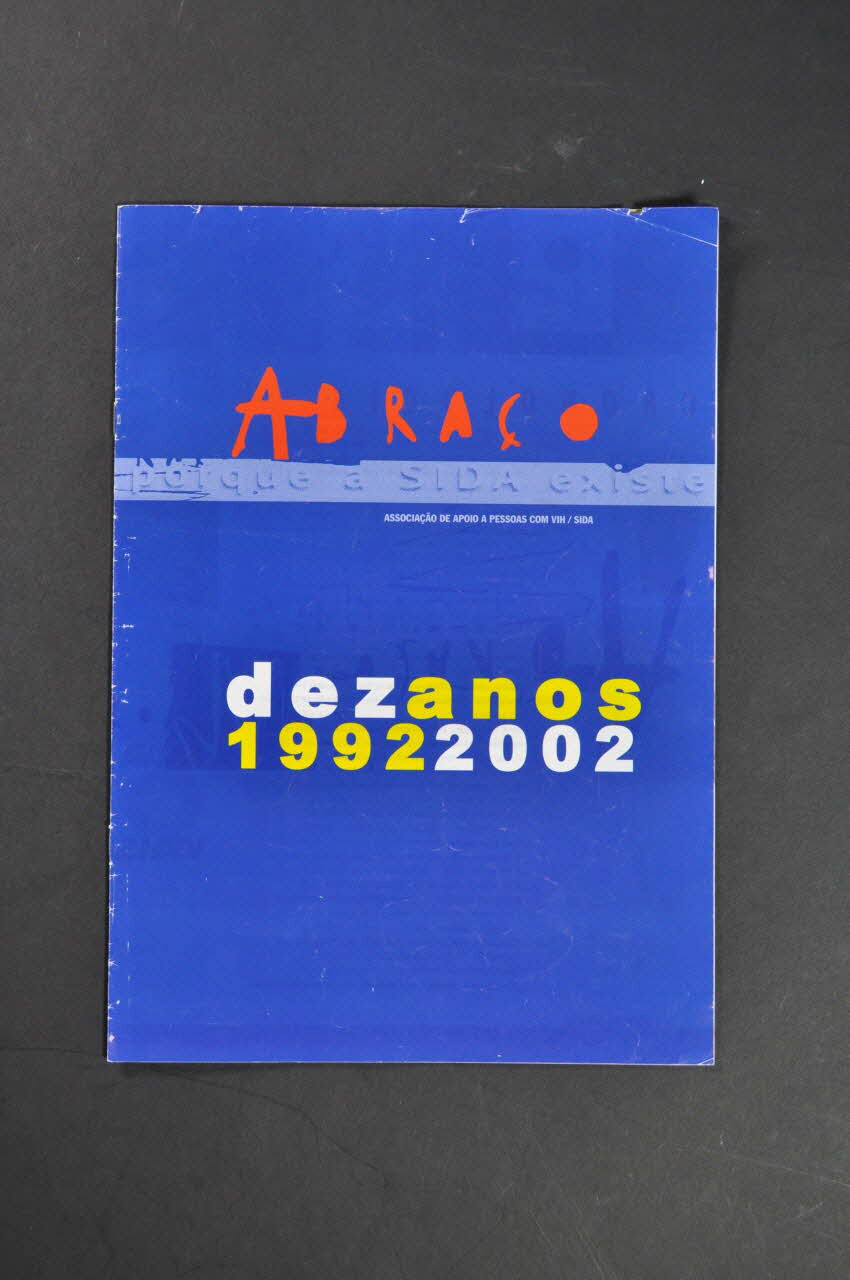 ABRAÇO
porque a SIDA existe
ASSOCIAÇÃO DE APOIO A PESSOAS COM VIH / SIDA
dezanos
19922002